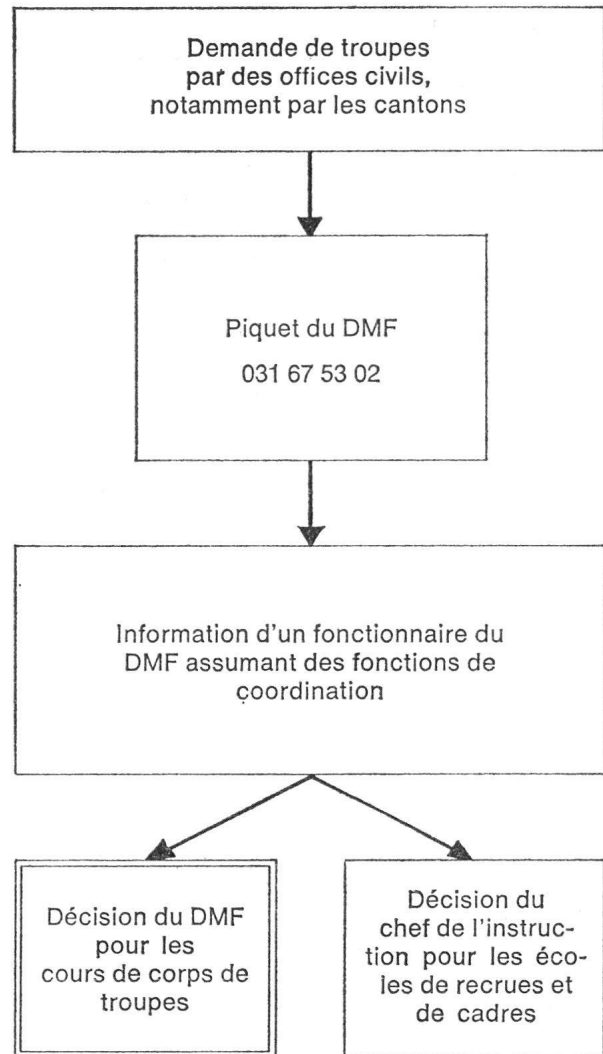 Demande de troupes
par des offices civils,
notamment par les cantons
Piquet du DMF
031 67 53 02
Information d'un fonctionnaire du
DMF assumant des fonctions de
coordination
Décision du DMF
pour les
cours de corps de
troupes
Décision du
chef de l'instruc-
tion pour les éco-
les de recrues et
de cadres